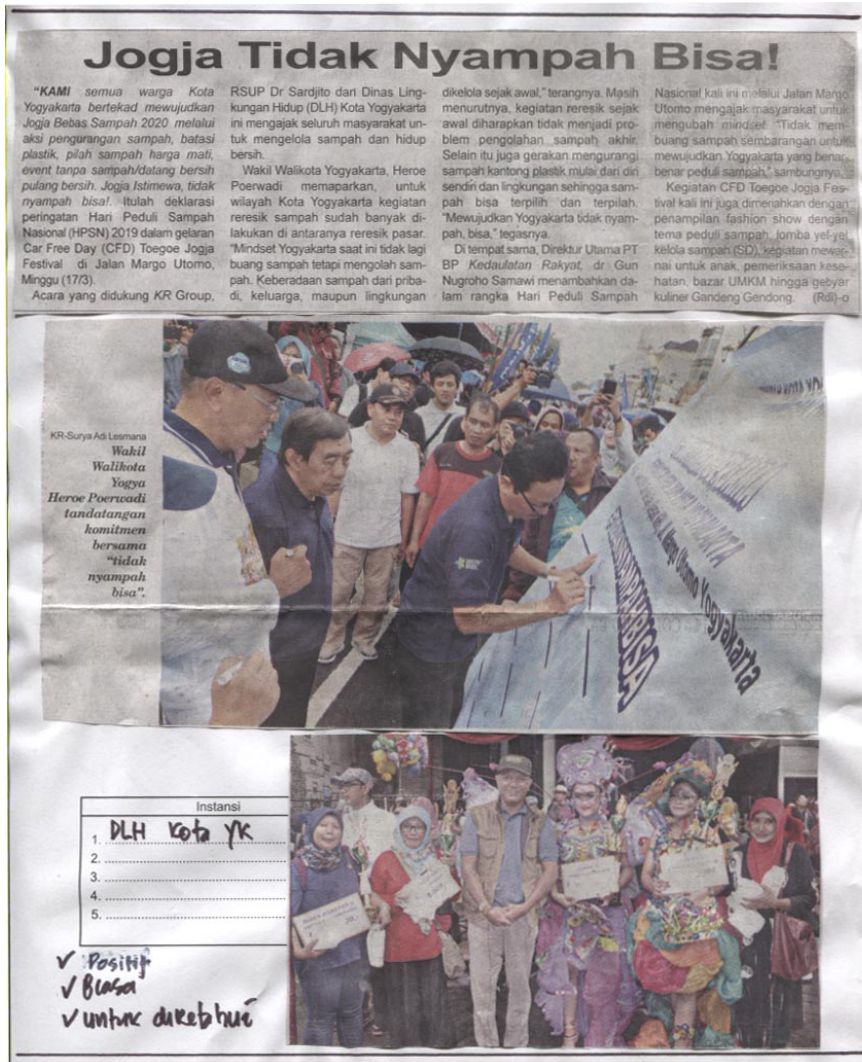 Jogja Tidak Nyampah Bisa!
"KAMI semua warga Kota
Yogyakarta bertekad mewujudkan
Jogja Bebas Sampah 2020 melalui
aksi pengurangan sampah, batasi
plastik, pilah sampah harga mati,
event tanpa sampah/datang bersih
pulang bersih. Jogja Istimewa, tidak
nyampah bisa!. Itulah deklarasi
peringatan Hari Peduli Sampah
Nasional (HPSN) 2019 dalam gelaran
Car Free Day (CFD) Toegoe Jogja
Festival di Jalan Margo Utomo,
Minggu (17/3).
Acara yang didukung KR Group,
RSUP Dr Sardjito dan Dinas Ling-
kungan Hidup (DLH) Kota Yogyakarta
ini mengajak seluruh masyarakat un-
tuk mengelola sampah dan hidup
bersih.
Wakil Walikota Yogyakarta, Heroe
Poerwadi memaparkan, untuk
wilayah Kota Yogyakarta kegiatan
reresik sampah sudah banyak di-
lakukan di antaranya reresik pasar.
"Mindset Yogyakarta saat ini tidak lagi
buang sampah tetapi mengolah sam-
pah. Keberadaan sampah dari priba-
di, keluarga, maupun lingkungan
dikelola sejak awal," terangnya. Masih
menurutnya, kegiatan reresik sejak
awal diharapkan tidak menjadi pro-
blem pengolahan sampah akhir.
Selain itu juga gerakan mengurangi
sampah kantong plastik mulai dari diri
sendiri dan lingkungan sehingga sam-
pah bisa terpilih dan terpilah.
"Mewujudkan Yogyakarta tidak nyam-
pah, bisa," tegasnya.
Di tempat sama, Direktur Utama PT
BP Kedaulatan Rakyat, dr Gun
Nugroho Samawi menambahkan da-
lam rangka Hari Peduli Sampah
Nasional kali ini melalui Jalan Margo
Utomo mengajak masyarakat untuk
mengubah mindset. "Tidak mem-
buang sampah sembarangan untuk
mewujudkan Yogyakarta yang benar-
benar peduli sampah," sambungnya.
Kegiatan CFD Toegoe Jogja Fes-
tival kali ini juga dimeriahkan dengan
penampilan fashion show dengan
tema peduli sampah, lomba yel-yel
kelola sampah (SD), kegiatan mewar-
nai untuk anak, pemeriksaan kese-
hatan, bazar UMKM hingga gebyar
kuliner Gandeng Gendong. (Rdi)-o
KR-Surya Adi Lesmana
Wakil
Walikota
Yogya
Heroe Poerwadi
tandatangan
komitmen
bersama
"tidak
nyampah
bisa".
Margo Utomo Yogyakarta
Instansi
1. DLH Kota YK
2.
3.
4.
5.
✓ Positif
✓ Biasa
✓ untuk diketahui